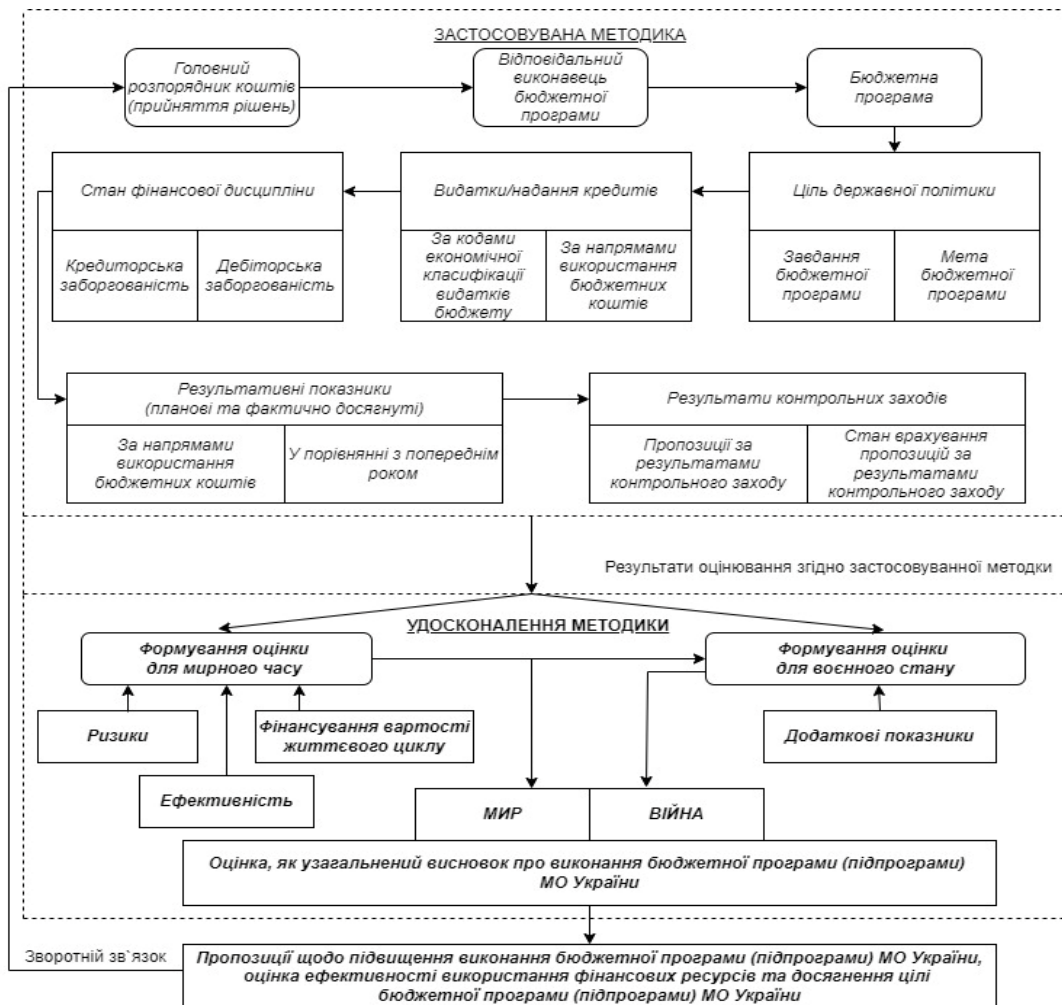 ЗАСТОСОВУВАНА МЕТОДИКА
Головний
розпорядник коштів
(прийняття рішень)
Відповідальний
виконавець
бюджетної
програми
Бюджетна
програма
Стан фінансової дисципліни
Кредиторська
заборгованість
Дебіторська
заборгованість
Видатки/надання кредитів
За кодами
економічної
класифікації
видатків
бюджету
За напрямами
використання
бюджетних
коштів
Ціль державної політики
Завдання
бюджетної
програми
Мета
бюджетної
програми
Результативні показники
(планові та фактично досягнуті)
За напрямами
використання
бюджетних коштів
У порівнянні з попереднім
роком
Результати контрольних заходів
Пропозиції за
результатами
контрольного заходу
Стан врахування
пропозицій за
результатами
контрольного заходу
Результати оцінювання згідно застосовуванної методки
УДОСКОНАЛЕННЯ МЕТОДИКИ
Формування оцінки
для мирного часу
Формування оцінки
для воєнного стану
Ризики
Фінансування вартості
життєвого циклу
Додаткові показники
Ефективність
МИР
ВІЙНА
Оцінка, як узагальнений висновок про виконання бюджетної програми (підпрограми)
МО України
Зворотній зв`язок
Пропозиції щодо підвищення виконання бюджетної програми (підпрограми) МО України,
оцінка ефективності використання фінансових ресурсів та досягнення цілі
бюджетної програми (підпрограми) МО України